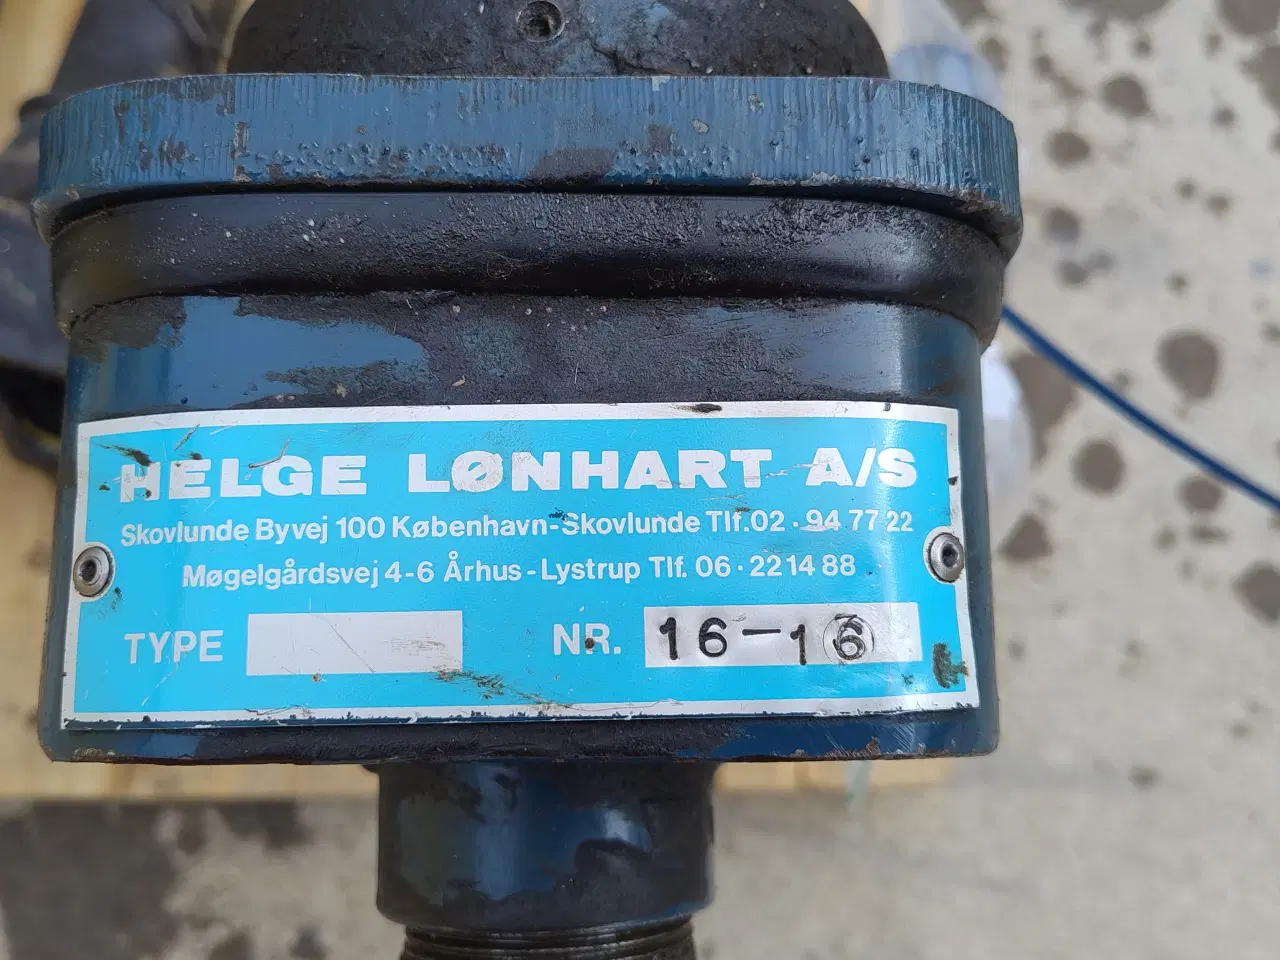 HELGE LØNHART A/S
Skovlunde Byvej 100 København-Skovlunde Tlf. 02 · 94 77 22
Møgelgårdsvej 4-6 Århus - Lystrup Tlf. 06 · 22 14 88
TYPE NR. 16-16